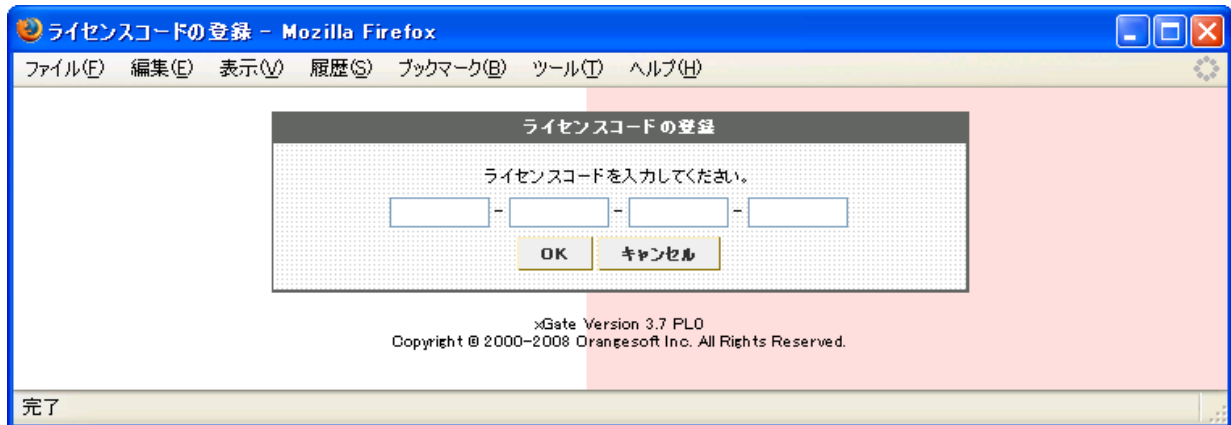 ライセンスコードの登録 - Mozilla Firefox
ファイル(F) 編集(E) 表示(V) 履歴(S) ブックマーク(B) ツール(T) ヘルプ(H)
ライセンスコードの登録
ライセンスコードを入力してください。
- - -
OK キャンセル
xGate Version 3.7 PL0
Copyright © 2000-2008 Orangesoft Inc. All Rights Reserved.
完了